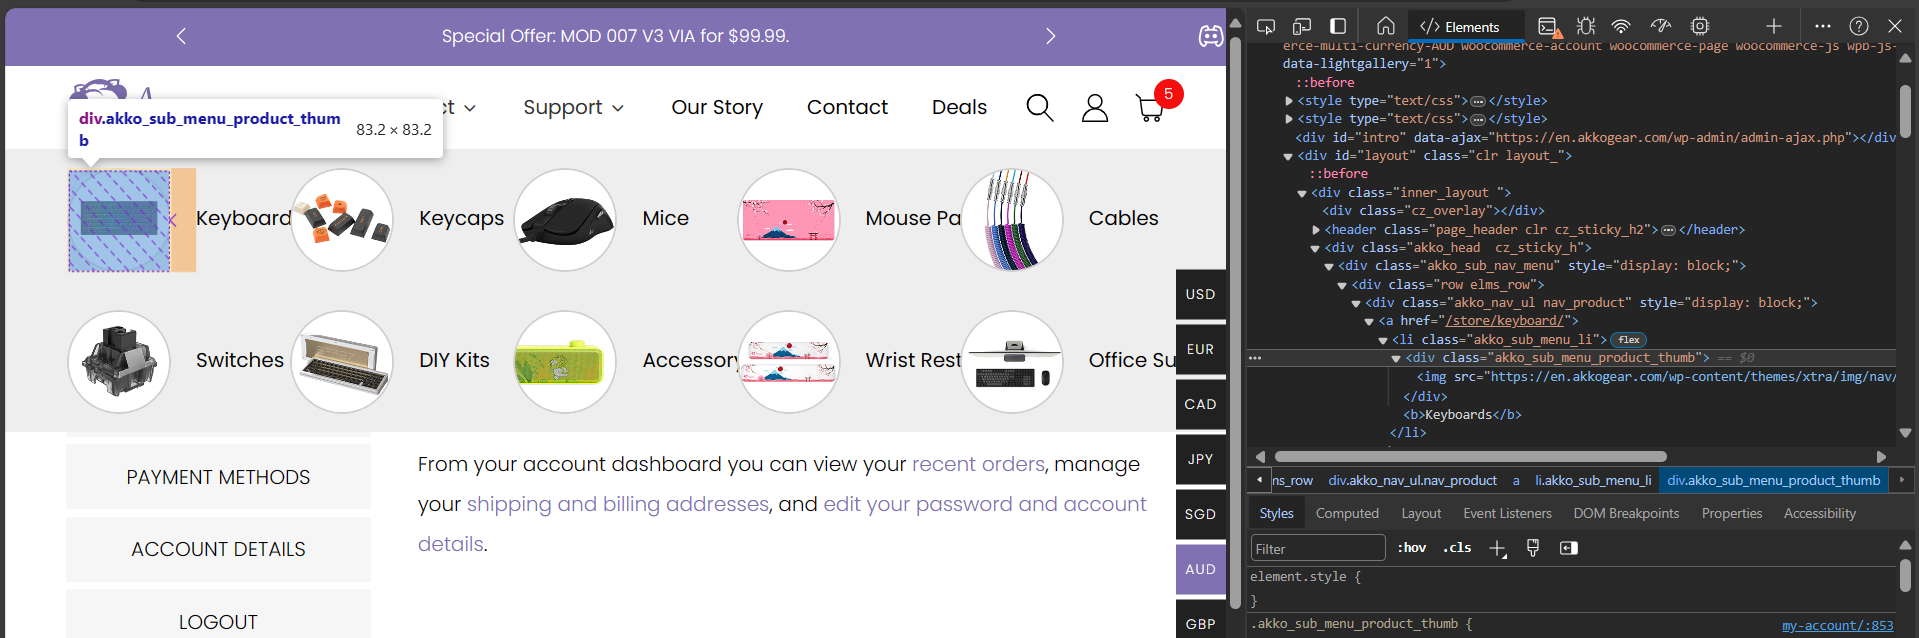 Special Offer: MOD 007 V3 VIA for $99.99.
ct
Support
Our Story
Contact
Deals
5
div.akko_sub_menu_product_thum
b
83.2 × 83.2
Keyboard
Keycaps
Mice
Mouse Pa
Cables
Switches
DIY Kits
Accessory
Wrist Rest
Office Su
USD
EUR
CAD
JPY
SGD
AUD
GBP
PAYMENT METHODS
ACCOUNT DETAILS
LOGOUT
From your account dashboard you can view your recent orders, manage
your shipping and billing addresses, and edit your password and account
details.
Elements
erce-multi-currency-AUD woocommerce-account woocommerce-page woocommerce-js wpb-js-
data-lightgallery="1">
::before
<style type="text/css"> … </style>
<style type="text/css"> … </style>
<div id="intro" data-ajax="https://en.akkogear.com/wp-admin/admin-ajax.php"></div
<div id="layout" class="clr layout_">
::before
<div class="inner_layout ">
<div class="cz_overlay"></div>
<header class="page_header clr cz_sticky_h2"> … </header>
<div class="akko_head  cz_sticky_h">
<div class="akko_sub_nav_menu" style="display: block;">
<div class="row elms_row">
<div class="akko_nav_ul nav_product" style="display: block;">
<a href="/store/keyboard/">
<li class="akko_sub_menu_li"> flex
<div class="akko_sub_menu_product_thumb"> == $0
<img src="https://en.akkogear.com/wp-content/themes/xtra/img/nav/
</div>
<b>Keyboards</b>
</li>
ms_row div.akko_nav_ul.nav_product a li.akko_sub_menu_li div.akko_sub_menu_product_thumb
Styles Computed Layout Event Listeners DOM Breakpoints Properties Accessibility
Filter :hov .cls
element.style {
}
.akko_sub_menu_product_thumb { my-account/:853